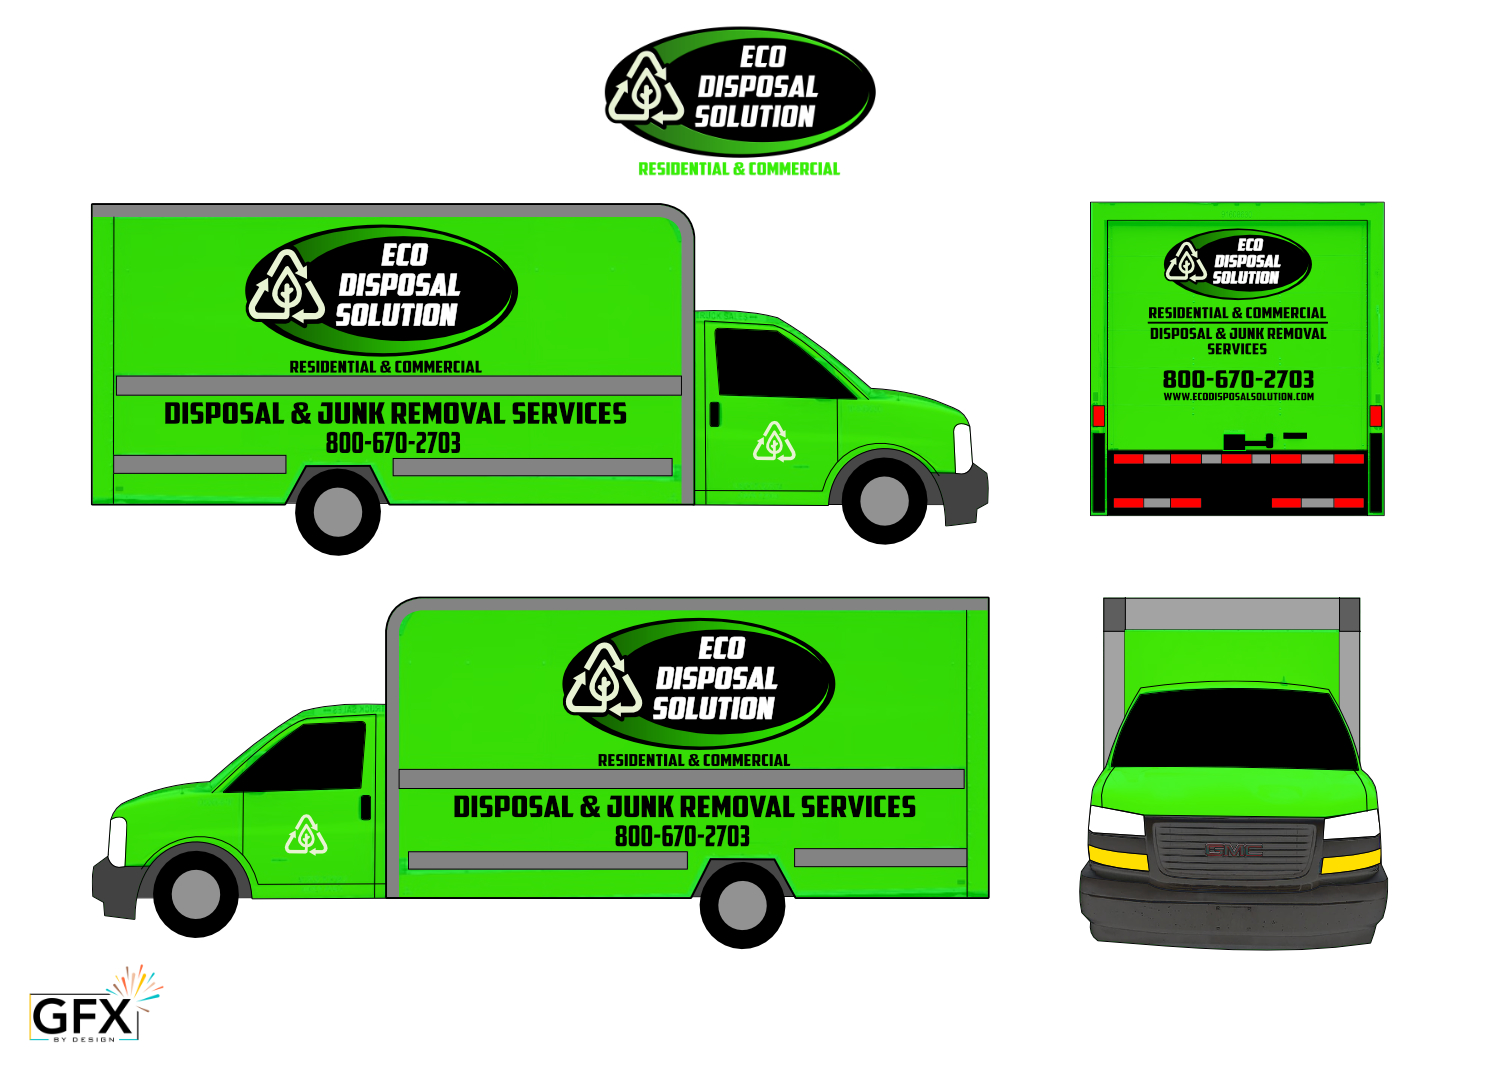 ECO
DISPOSAL
SOLUTION
RESIDENTIAL & COMMERCIAL
ECO
DISPOSAL
SOLUTION
RESIDENTIAL & COMMERCIAL
DISPOSAL & JUNK REMOVAL SERVICES
800-670-2703
ECO
DISPOSAL
SOLUTION
RESIDENTIAL & COMMERCIAL
DISPOSAL & JUNK REMOVAL
SERVICES
800-670-2703
WWW.ECODISPOSALSOLUTION.COM
ECO
DISPOSAL
SOLUTION
RESIDENTIAL & COMMERCIAL
DISPOSAL & JUNK REMOVAL SERVICES
800-670-2703
GMC
GFX
BY DESIGN